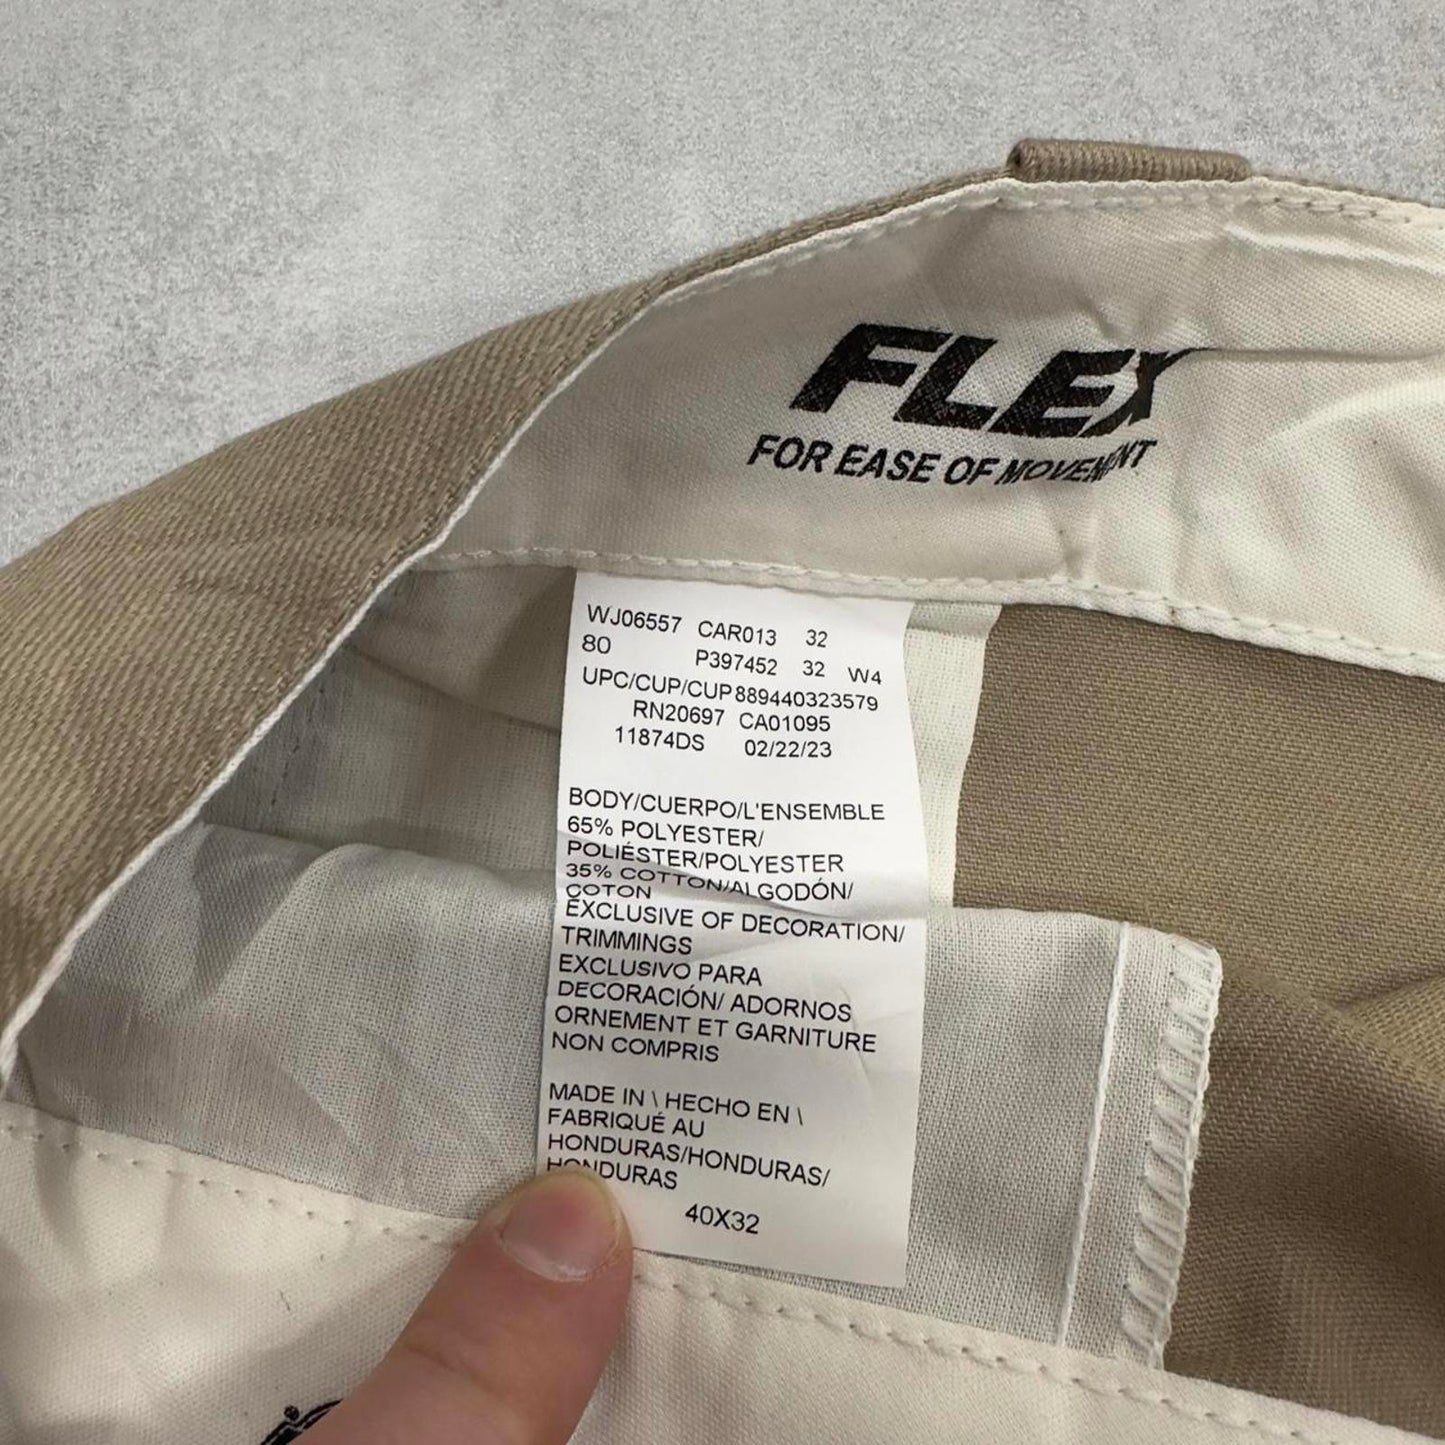 FLEX
FOR EASE OF MOVEMENT
WJ06557 CAR013 32
80 P397452 32 W4
UPC/CUP/CUP 889440323579
RN20697 CA01095
11874DS 02/22/23
BODY/CUERPO/L'ENSEMBLE
65% POLYESTER/
POLIÉSTER/POLYESTER
35% COTTON/ALGODÓN/
COTON
EXCLUSIVE OF DECORATION/
TRIMMINGS
EXCLUSIVO PARA
DECORACIÓN/ ADORNOS
ORNEMENT ET GARNITURE
NON COMPRIS
MADE IN \ HECHO EN \
FABRIQUÉ AU
HONDURAS/HONDURAS/
HONDURAS
40X32
®